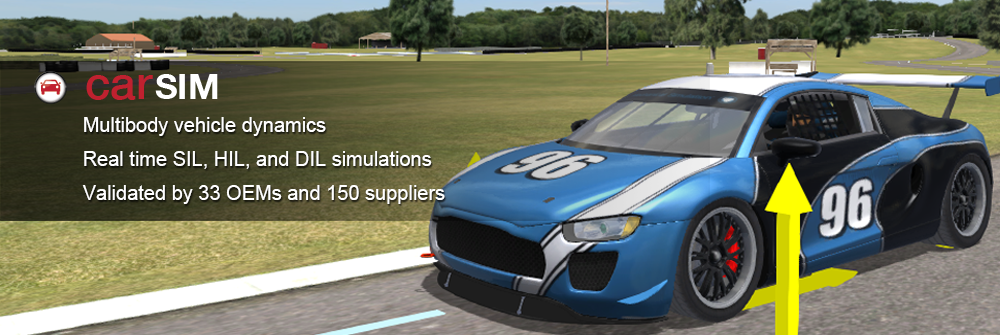 carSIM
Multibody vehicle dynamics
Real time SIL, HIL, and DIL simulations
Validated by 33 OEMs and 150 suppliers
96
96